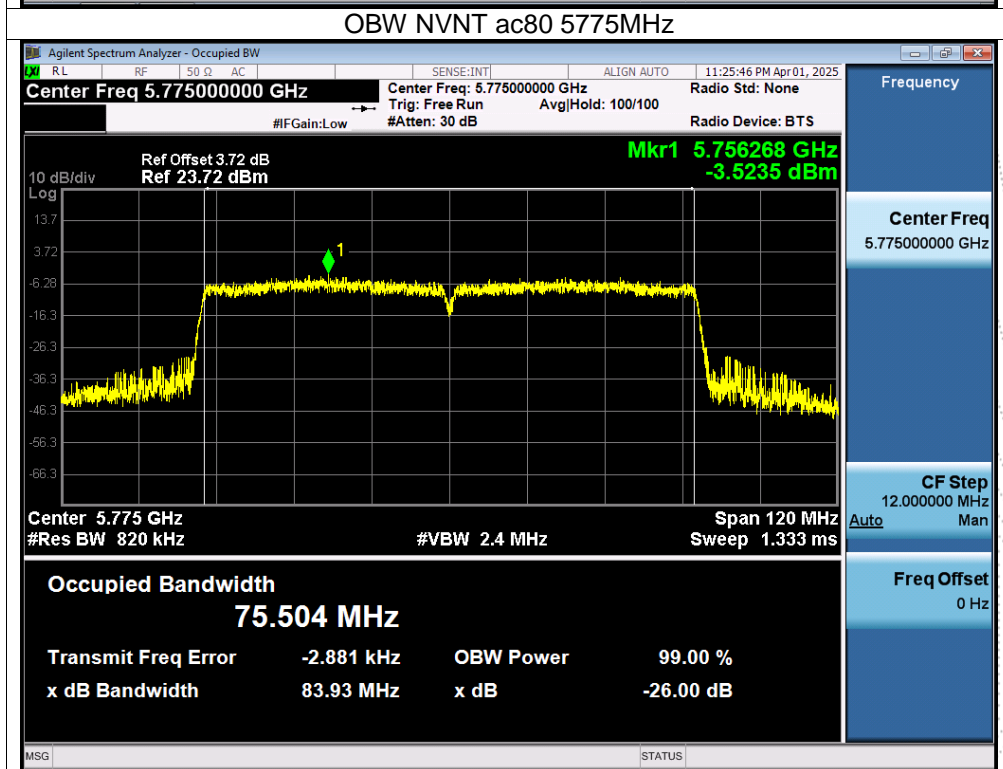 OBW NVNT ac80 5775MHz
Agilent Spectrum Analyzer - Occupied BW
LXI RL RF 50 Ω AC SENSE:INT ALIGN AUTO 11:25:46 PM Apr 01, 2025
Center Freq 5.775000000 GHz
Center Freq: 5.775000000 GHz Radio Std: None
Trig: Free Run Avg|Hold: 100/100
#IFGain:Low #Atten: 30 dB Radio Device: BTS
Frequency
Mkr1 5.756268 GHz
-3.5235 dBm
Ref Offset 3.72 dB
10 dB/div Ref 23.72 dBm
Log
13.7
3.72
-6.28
-16.3
-26.3
-36.3
-46.3
-56.3
-66.3
1
Center 5.775 GHz Span 120 MHz
#Res BW 820 kHz #VBW 2.4 MHz Sweep 1.333 ms
Center Freq
5.775000000 GHz
CF Step
12.000000 MHz
Auto Man
Freq Offset
0 Hz
Occupied Bandwidth
75.504 MHz
Transmit Freq Error -2.881 kHz OBW Power 99.00 %
x dB Bandwidth 83.93 MHz x dB -26.00 dB
MSG STATUS